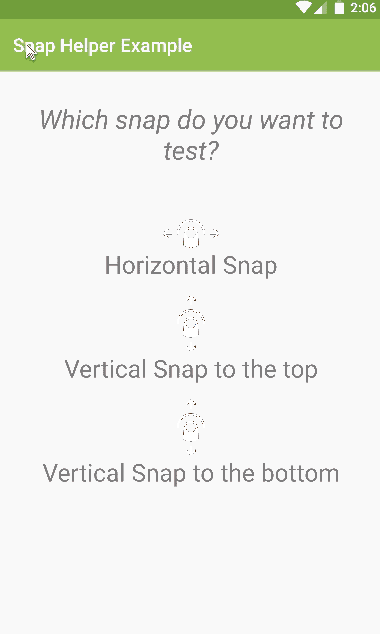 2:06
Snap Helper Example
Which snap do you want to
test?
Horizontal Snap
Vertical Snap to the top
Vertical Snap to the bottom